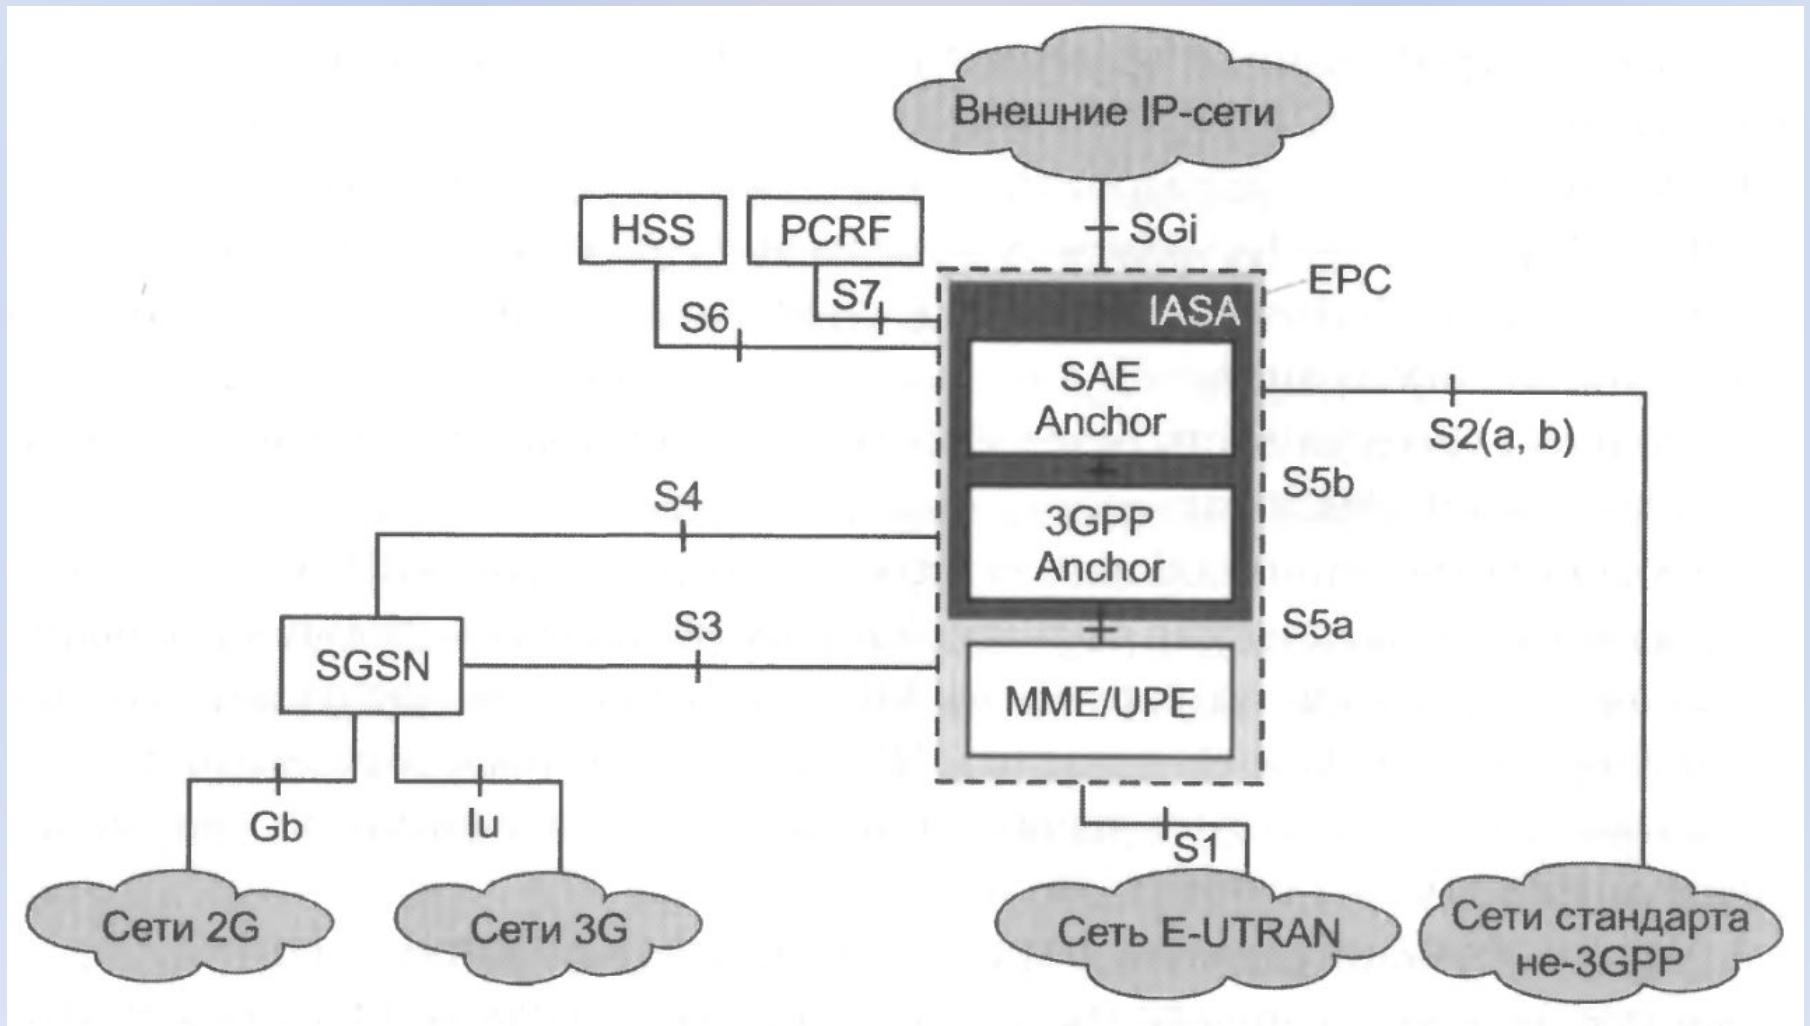 Внешние IP-сети
HSS
PCRF
SGi
EPC
S7
IASA
S6
SAE
Anchor
S2(a, b)
S5b
S4
3GPP
Anchor
S3
S5a
SGSN
MME/UPE
Gb
Iu
S1
Сети 2G
Сети 3G
Сеть E-UTRAN
Сети стандарта
не-3GPP